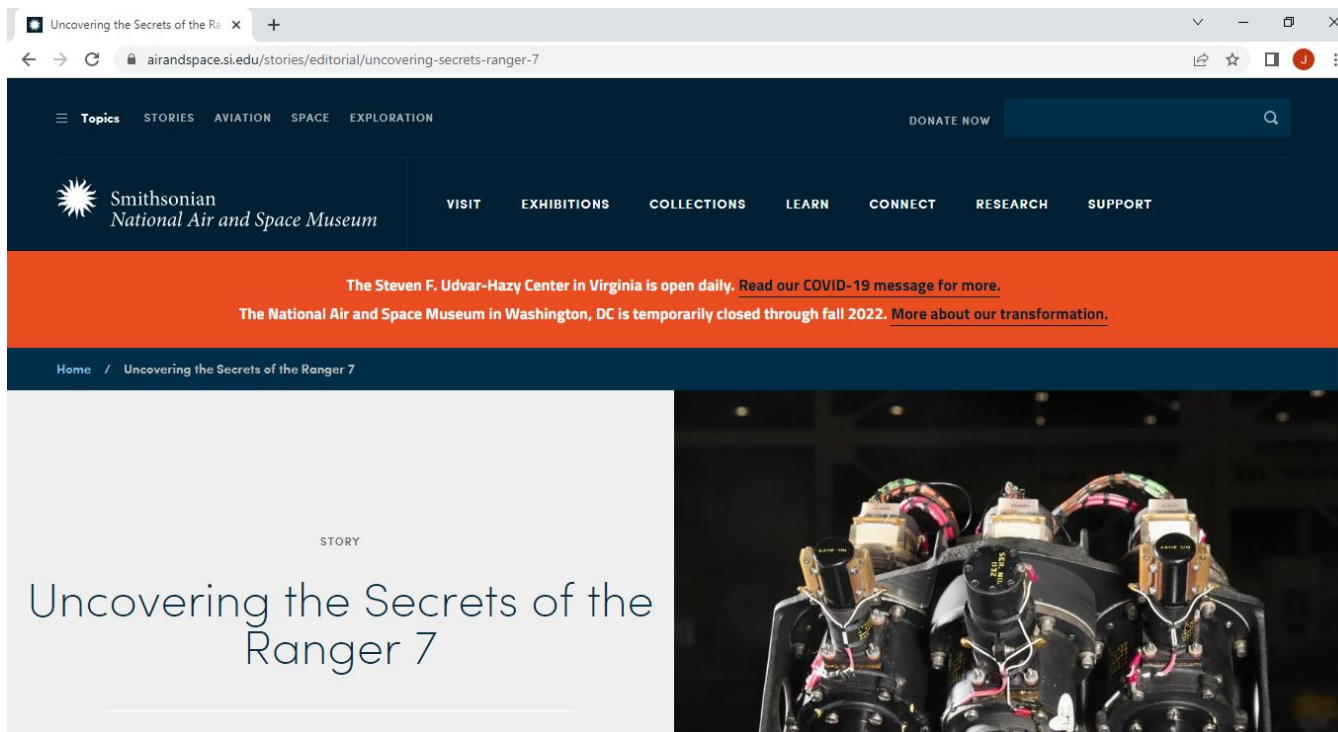 Uncovering the Secrets of the Ra
airandspace.si.edu/stories/editorial/uncovering-secrets-ranger-7
J
Topics STORIES AVIATION SPACE EXPLORATION DONATE NOW
Smithsonian
National Air and Space Museum
VISIT EXHIBITIONS COLLECTIONS LEARN CONNECT RESEARCH SUPPORT
The Steven F. Udvar-Hazy Center in Virginia is open daily. Read our COVID-19 message for more.
The National Air and Space Museum in Washington, DC is temporarily closed through fall 2022. More about our transformation.
Home / Uncovering the Secrets of the Ranger 7
STORY
Uncovering the Secrets of the
Ranger 7